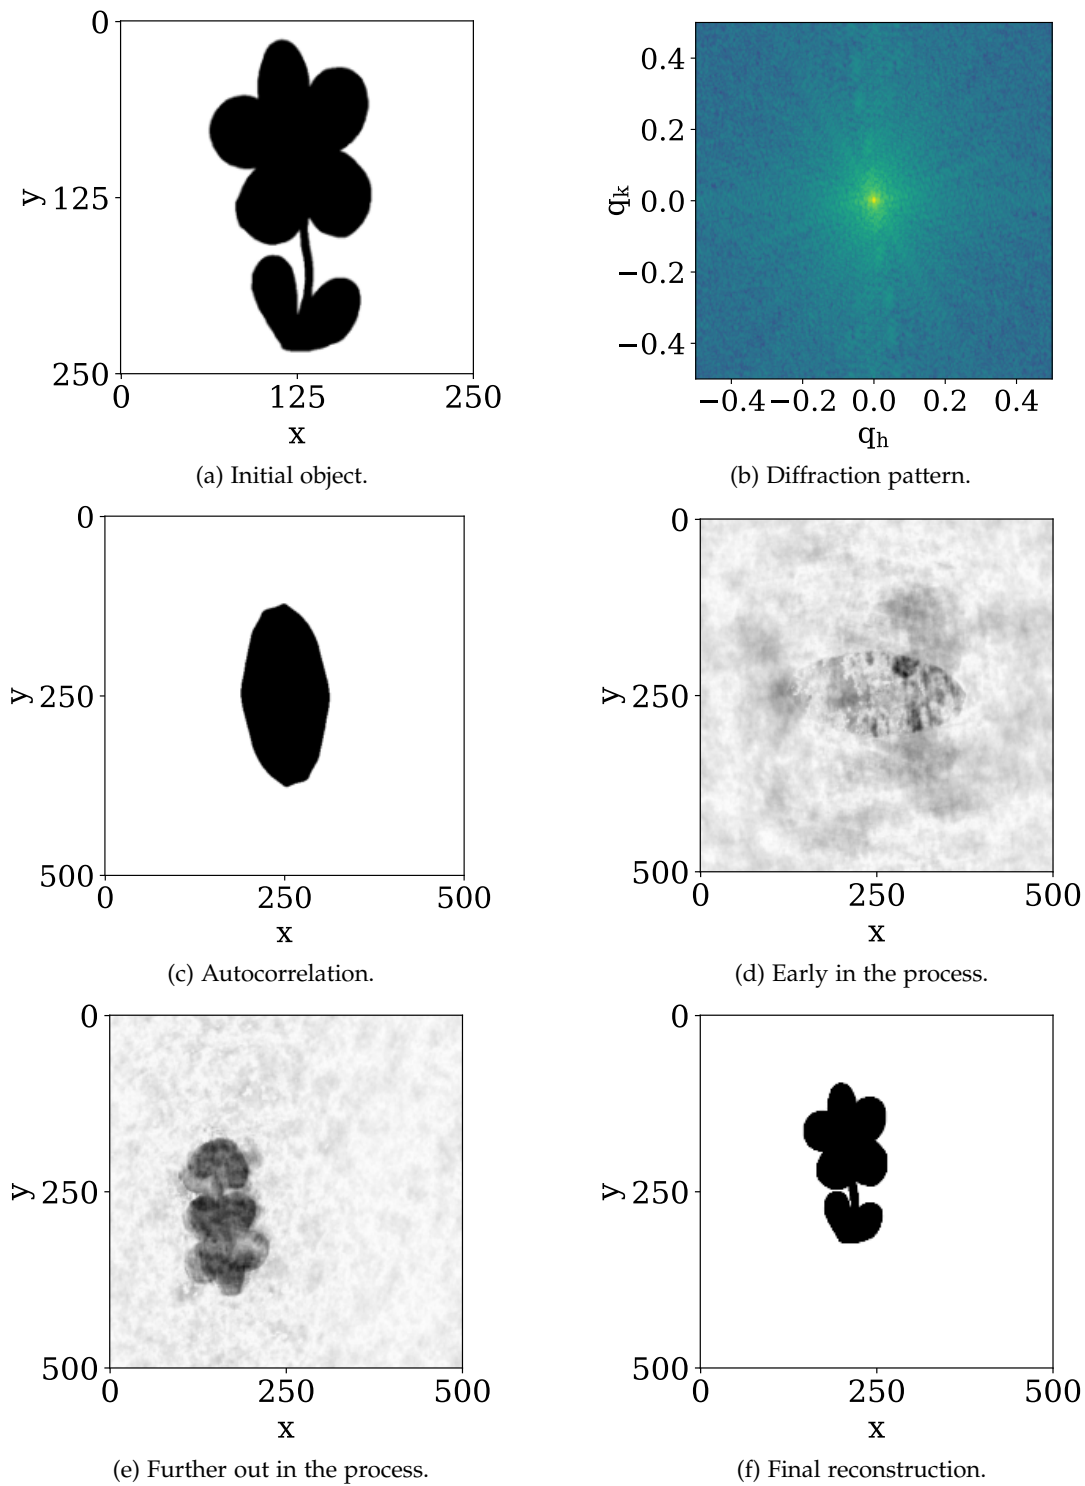 0
y 125
250
0 125 250
x
(a) Initial object.
0.4
0.2
qk 0.0
−0.2
−0.4
−0.4 −0.2 0.0 0.2 0.4
qh
(b) Diffraction pattern.
0
y 250
500
0 250 500
x
(c) Autocorrelation.
0
y 250
500
0 250 500
x
(d) Early in the process.
0
y 250
500
0 250 500
x
(e) Further out in the process.
0
y 250
500
0 250 500
x
(f) Final reconstruction.